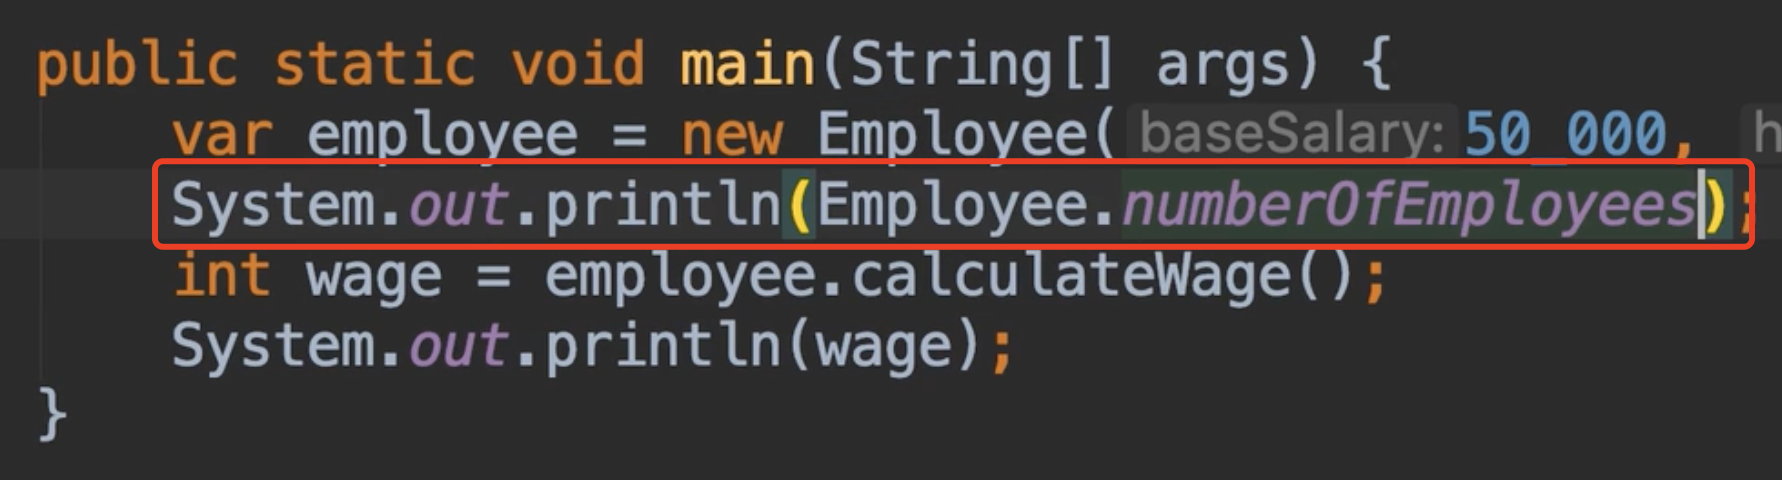 public static void main(String[] args) {
var employee = new Employee( baseSalary: 50_000, h
System.out.println(Employee.numberOfEmployees);
int wage = employee.calculateWage();
System.out.println(wage);
}